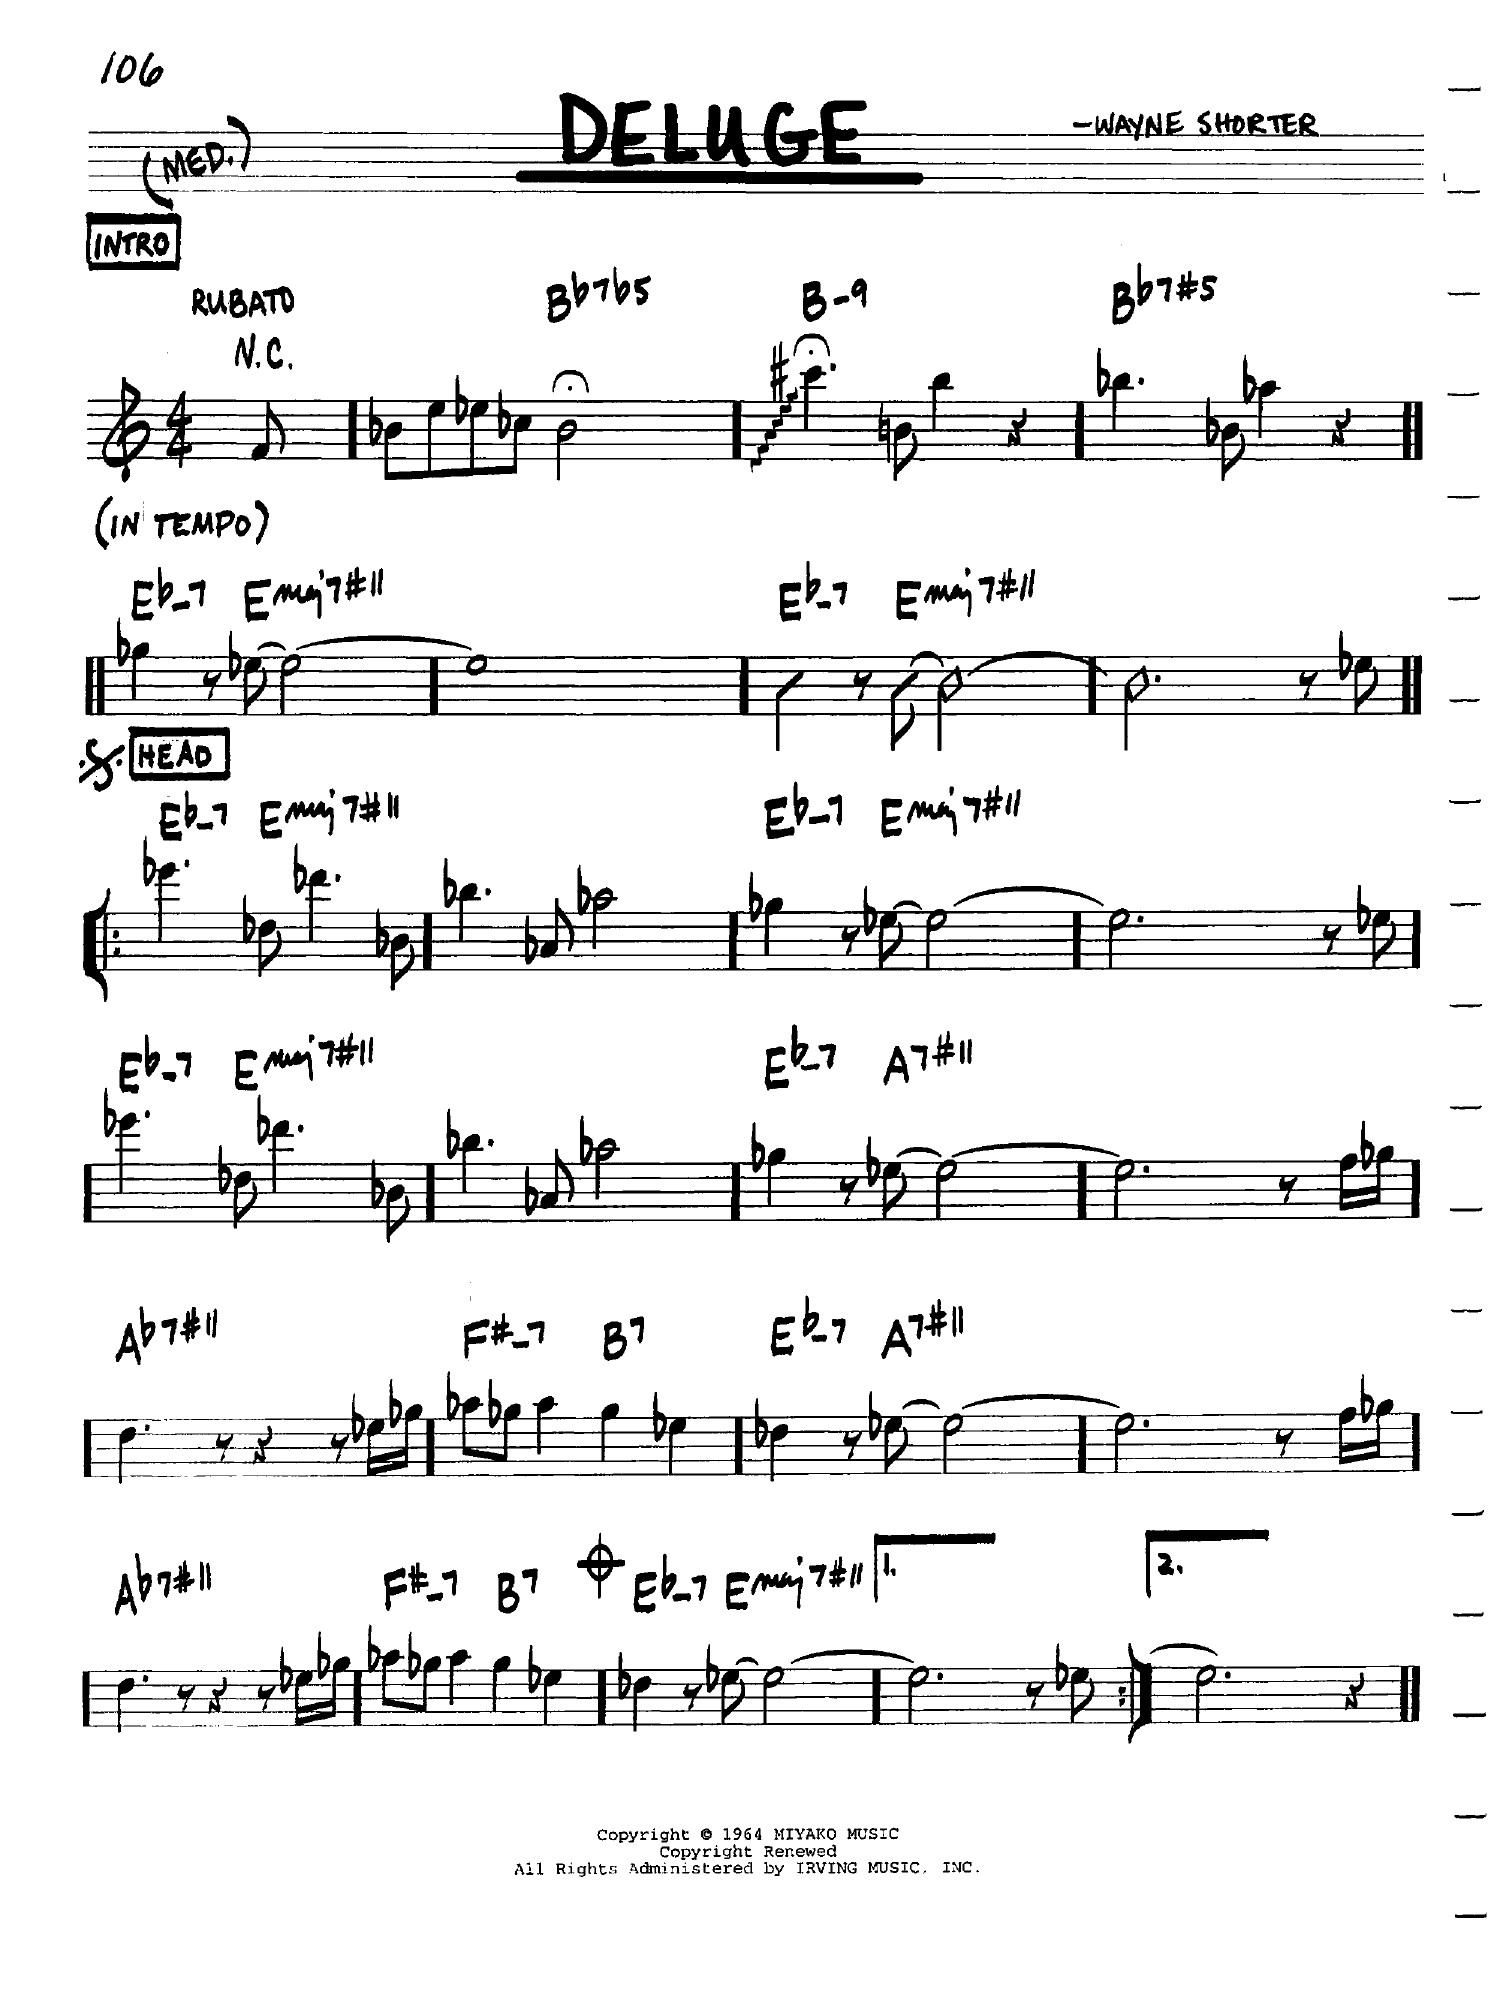 106
DELUGE
-WAYNE SHORTER
(MED.)
INTRO
RUBATO
N.C. Bb7b5 B-9 Bb7#5
4
4
(IN TEMPO)
Eb-7 Emaj7#11 Eb-7 Emaj7#11
HEAD
Eb-7 Emaj7#11 Eb-7 Emaj7#11
Eb-7 Emaj7#11 Eb-7 A7#11
Ab7#11 F#-7 B7 Eb-7 A7#11
Ab7#11 F#-7 B7 Eb-7 Emaj7#11 1. 2.
Copyright © 1964 MIYAKO MUSIC
Copyright Renewed
All Rights Administered by IRVING MUSIC, INC.